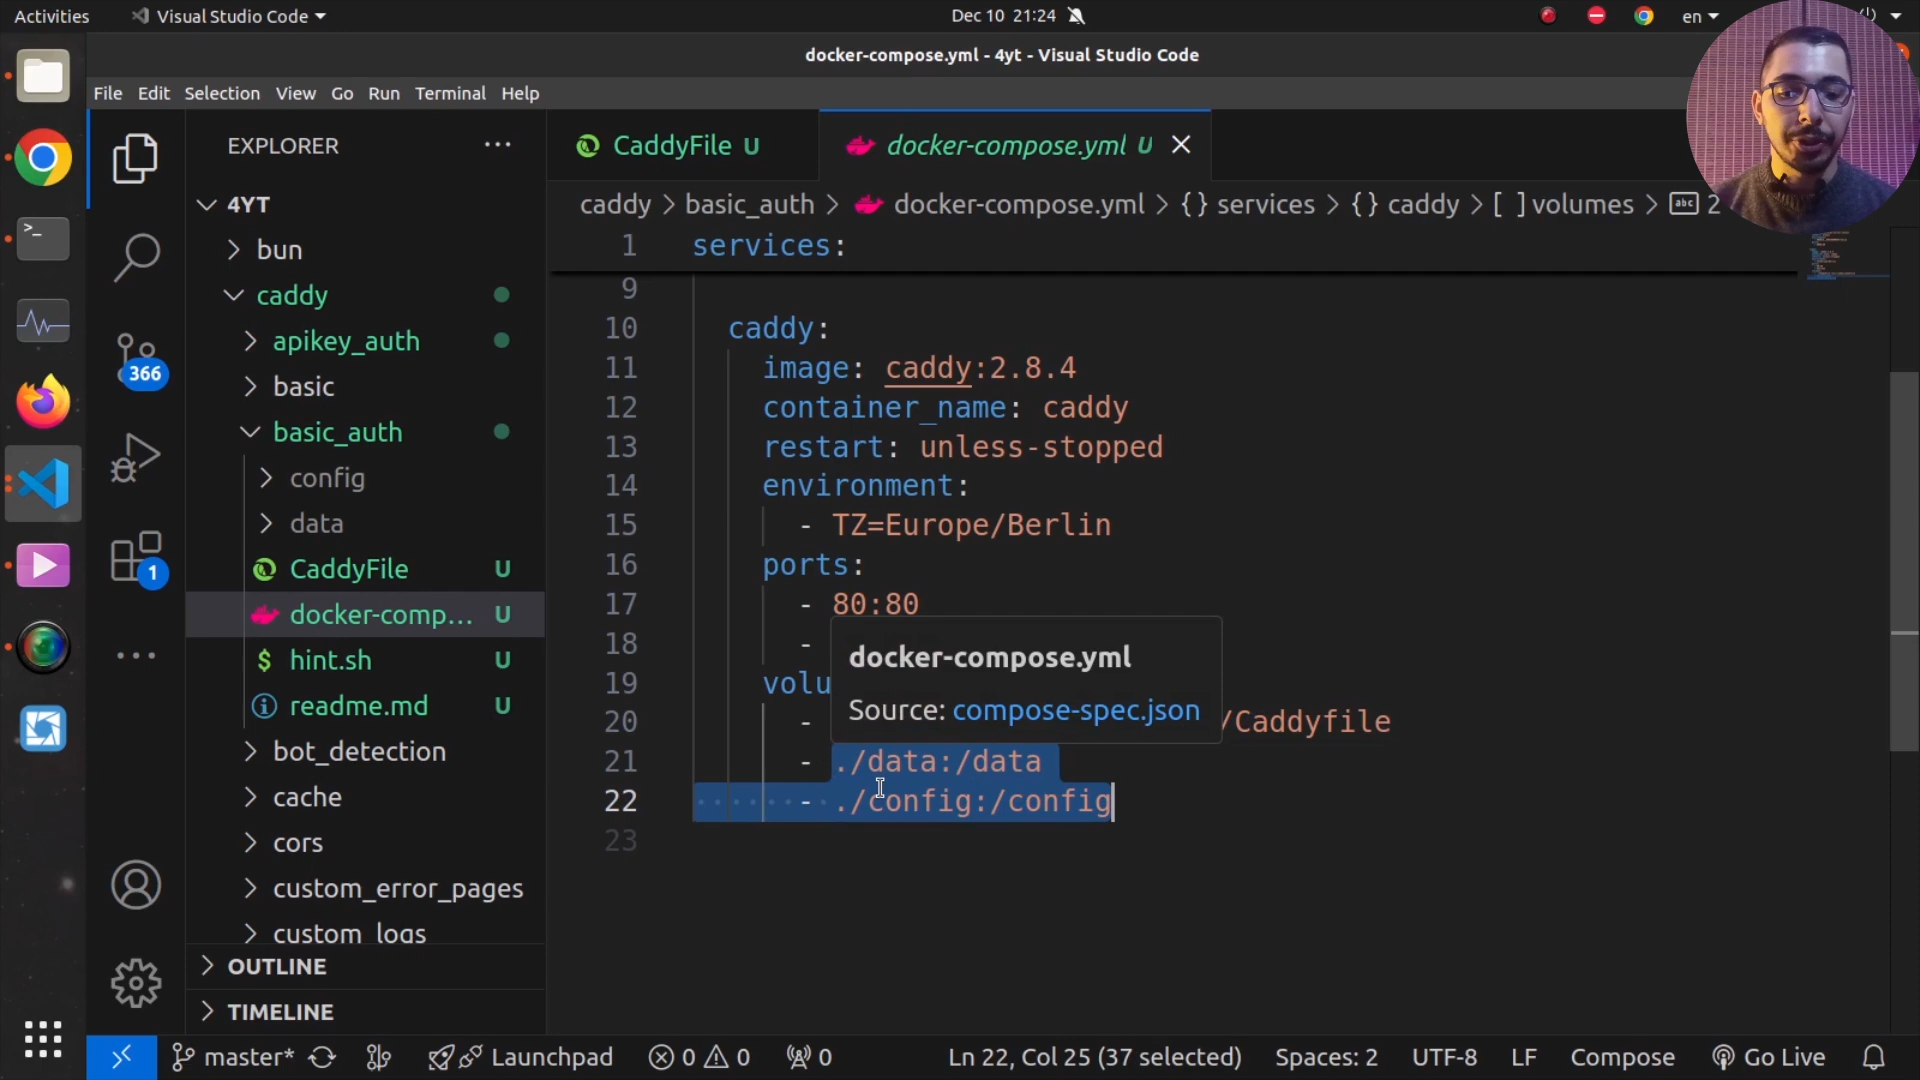 Activities
Visual Studio Code
Dec 10 21:24
en
docker-compose.yml - 4yt - Visual Studio Code
File Edit Selection View Go Run Terminal Help
EXPLORER
4YT
bun
caddy
apikey_auth
basic
basic_auth
config
data
CaddyFile U
docker-comp... U
hint.sh U
readme.md U
bot_detection
cache
cors
custom_error_pages
custom_logs
OUTLINE
TIMELINE
366
1
CaddyFile U
docker-compose.yml U
caddy > basic_auth > docker-compose.yml > {} services > {} caddy > [ ] volumes > abc 2
1 services:
9
10 caddy:
11 image: caddy:2.8.4
12 container_name: caddy
13 restart: unless-stopped
14 environment:
15 - TZ=Europe/Berlin
16 ports:
17 - 80:80
18 -
19 volu
20 - /Caddyfile
21 - ./data:/data
22 - ./config:/config
23
docker-compose.yml
Source: compose-spec.json
master* Launchpad 0 0 0 Ln 22, Col 25 (37 selected) Spaces: 2 UTF-8 LF Compose Go Live